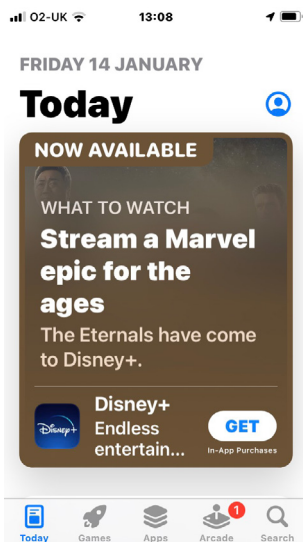 O2-UK 13:08
FRIDAY 14 JANUARY
Today
NOW AVAILABLE
WHAT TO WATCH
Stream a Marvel
epic for the
ages
The Eternals have come
to Disney+.
Disney+
Disney+
Endless
entertain...
GET
In-App Purchases
1
Today Games Apps Arcade Search